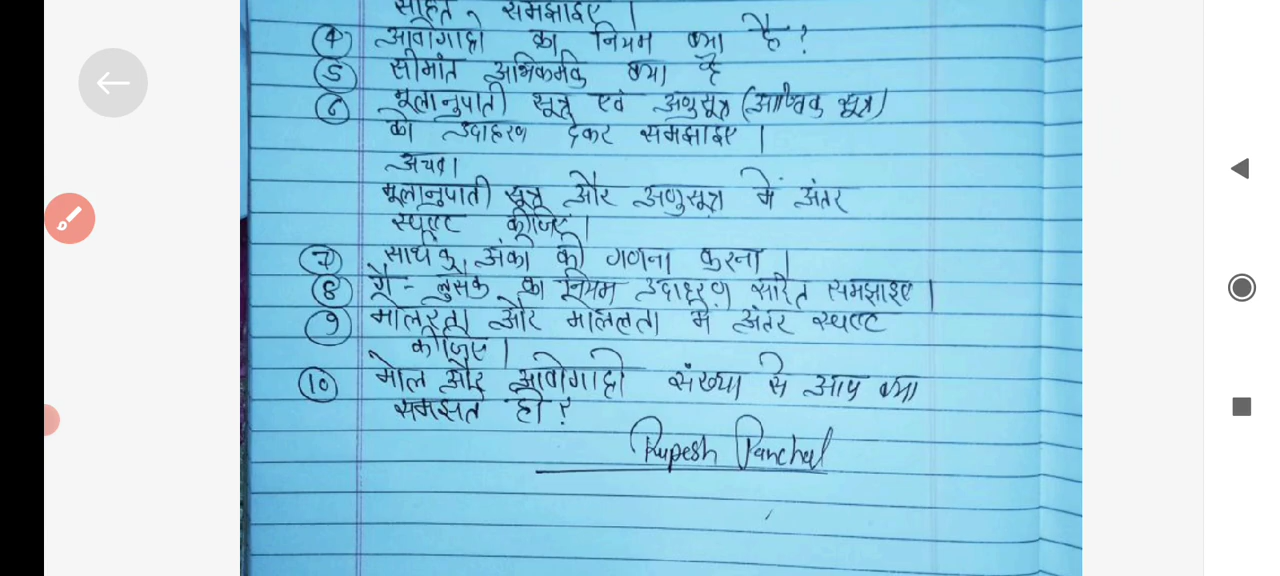 सहित समझाइए ।
④ आवोगाद्रो का नियम क्या है ?
⑤ सीमांत अभिकर्मक क्या है
⑥ मूलानुपाती सूत्र एवं अणुसूत्र (आण्विक सूत्र)
को उदाहरण देकर समझाइए ।
अथवा
मूलानुपाती सूत्र और अणुसूत्र में अंतर
स्पष्ट कीजिए ।
⑦ सार्थक अंको की गणना करना ।
⑧ गै-लुसैक का नियम उदाहरण सहित समझाइए ।
⑨ मोलरता और मोललता में अंतर स्पष्ट
कीजिए ।
⑩ मोल और आवोगाद्रो संख्या से आप क्या
समझते हो ?
Rupesh Panchal